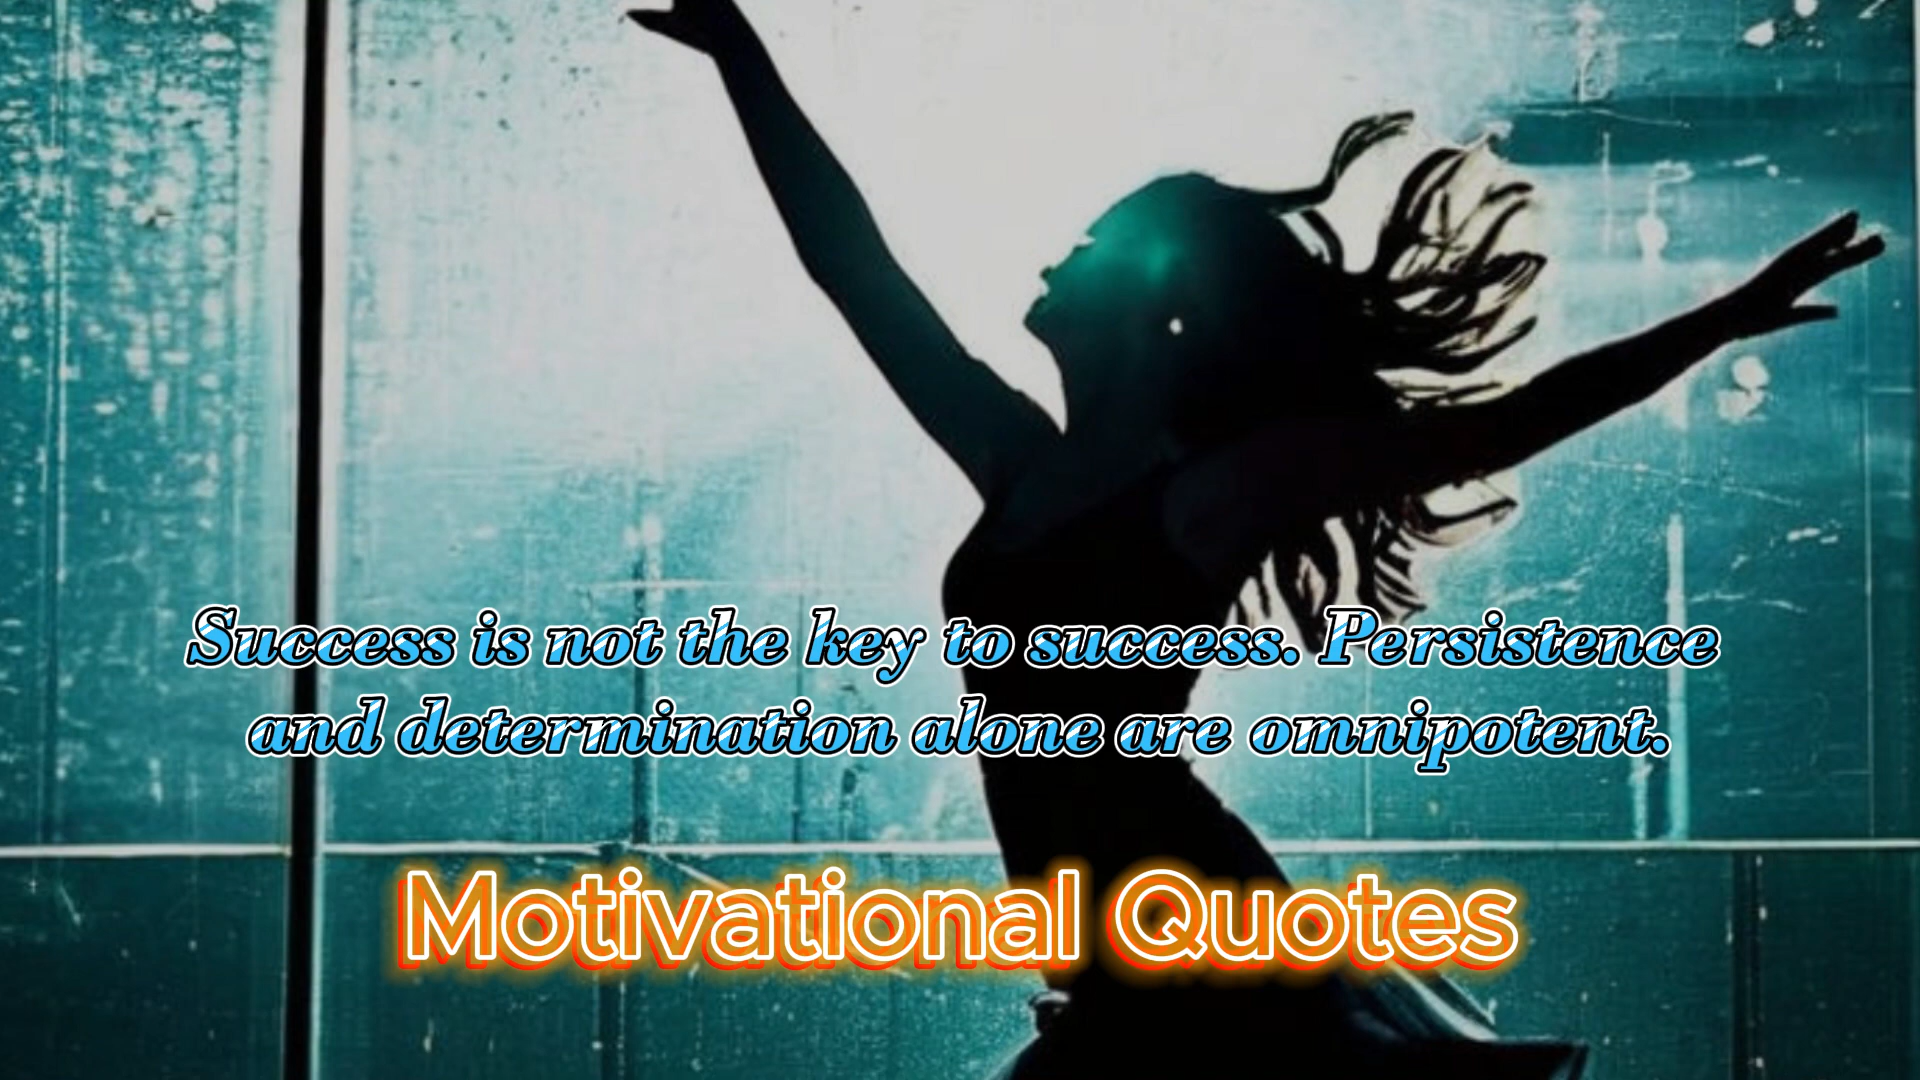 Success is not the key to success. Persistence
and determination alone are omnipotent.
Motivational Quotes